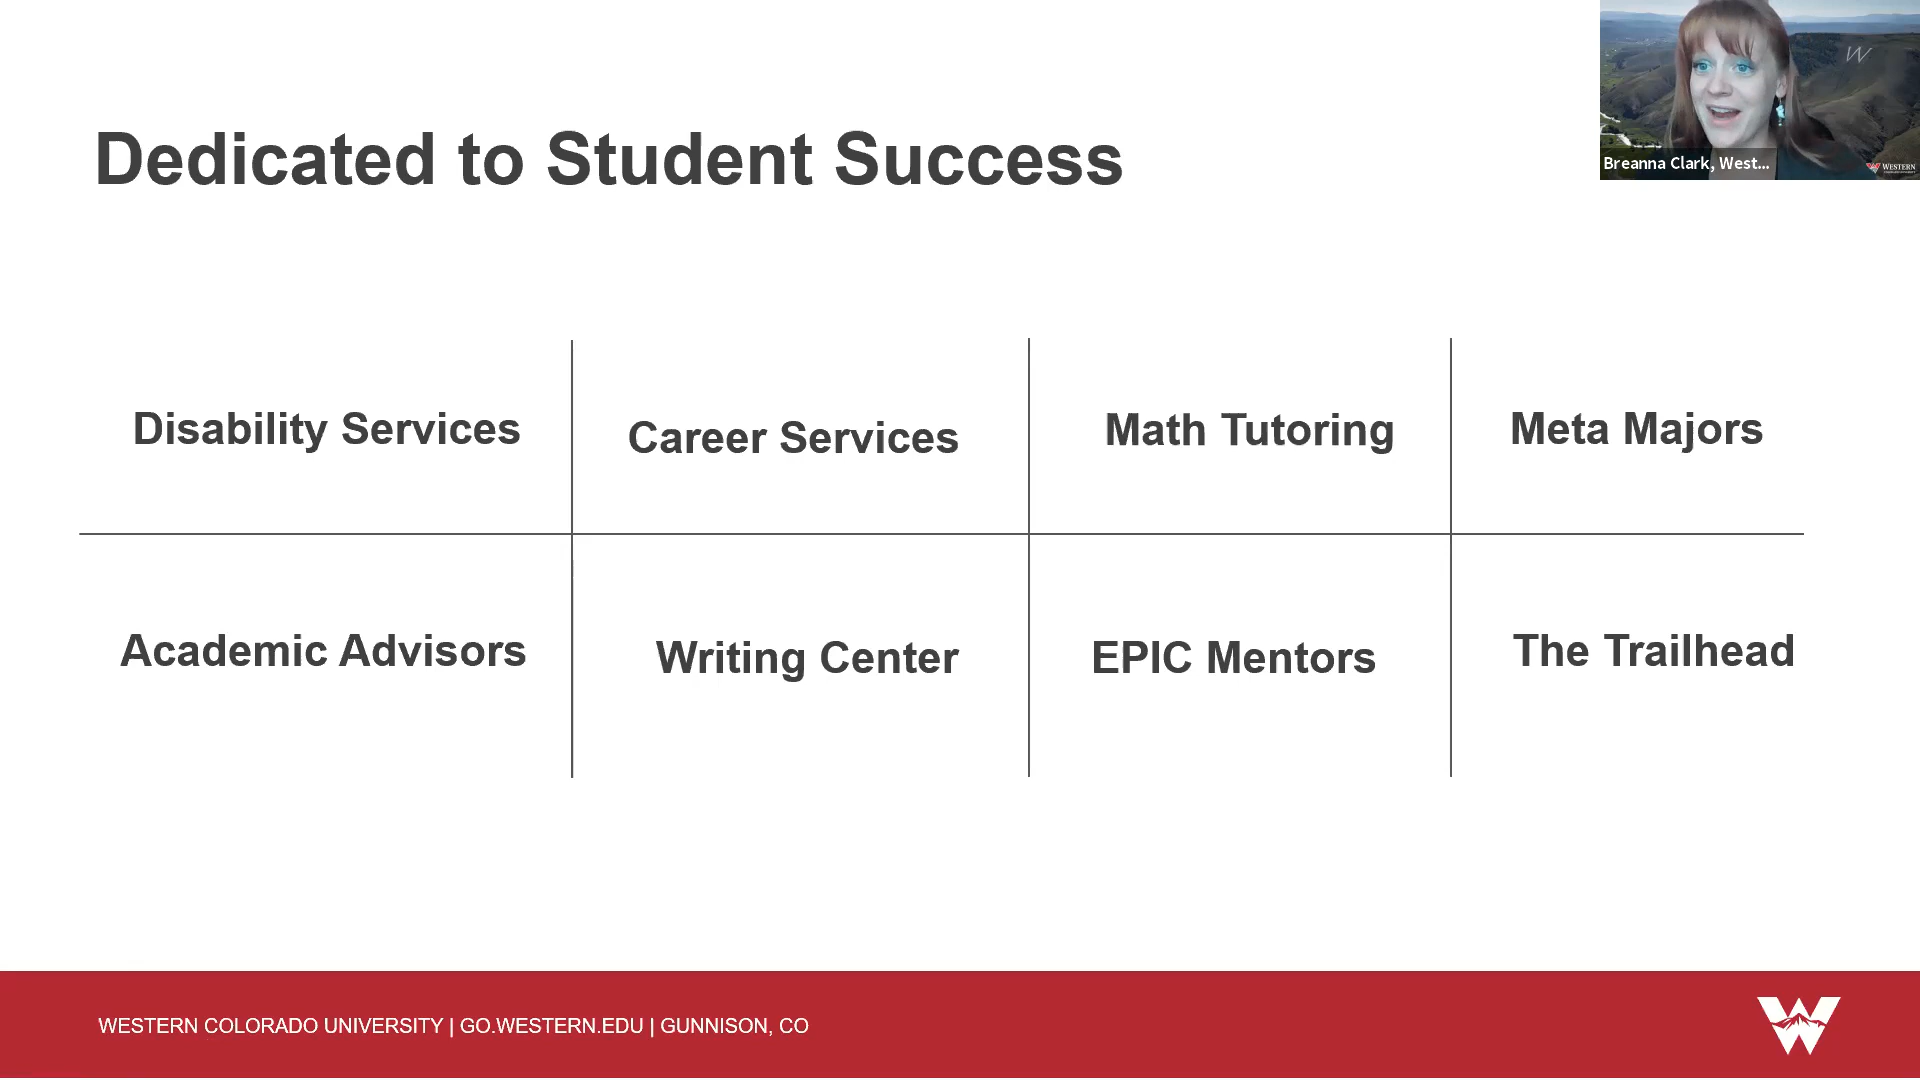 Dedicated to Student Success
Breanna Clark, West...
W
WESTERN
Disability Services
Career Services
Math Tutoring
Meta Majors
Academic Advisors
Writing Center
EPIC Mentors
The Trailhead
WESTERN COLORADO UNIVERSITY | GO.WESTERN.EDU | GUNNISON, CO
W